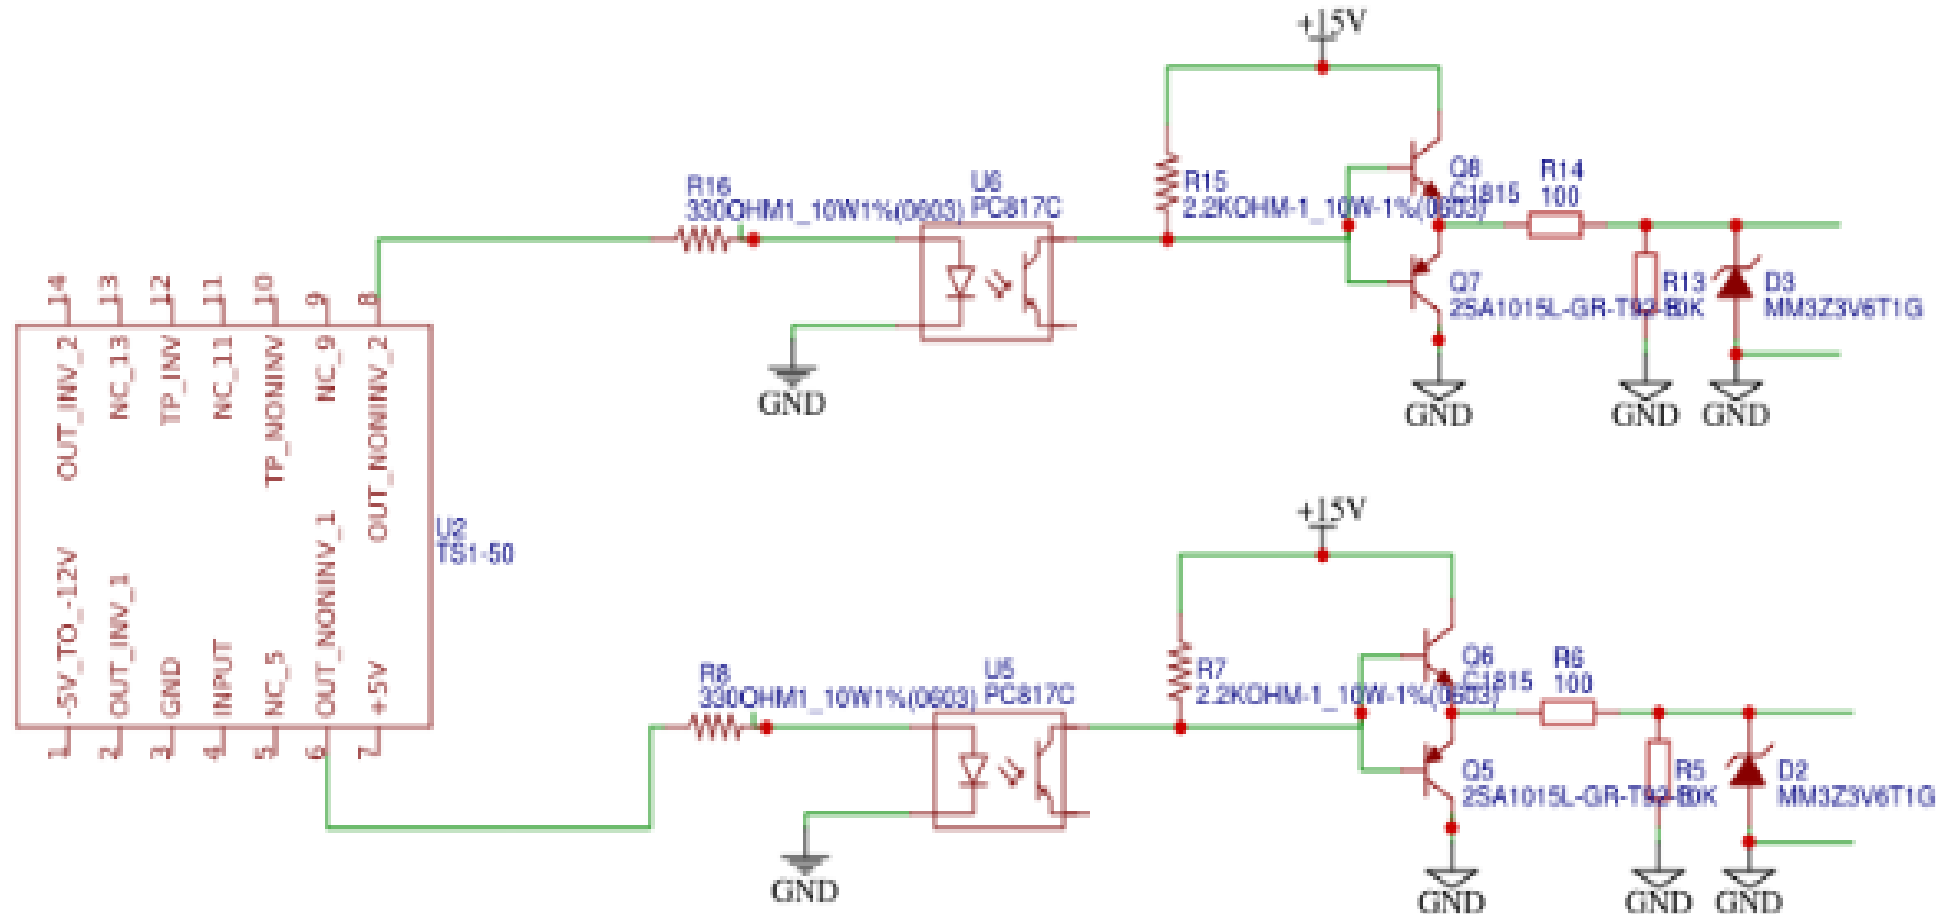 +15V
R16
330OHM1_10W1%(0603)
U6
PC817C
R15
2.2KOHM-1_10W-1%(0603)
Q8
C1815
R14
100
Q7
2SA1015L-GR-T92-B
R13
10K
D3
MM3Z3V6T1G
GND
GND
GND
GND
14
13
12
11
10
9
8
OUT_INV_2
NC_13
TP_INV
NC_11
TP_NONINV
NC_9
OUT_NONINV_2
U2
TS1-50
-5V_TO_-12V
OUT_INV_1
GND
INPUT
NC_5
OUT_NONINV_1
+5V
1
2
3
4
5
6
7
+15V
R8
330OHM1_10W1%(0603)
U5
PC817C
R7
2.2KOHM-1_10W-1%(0603)
Q6
C1815
R6
100
Q5
2SA1015L-GR-T92-B
R5
10K
D2
MM3Z3V6T1G
GND
GND
GND
GND